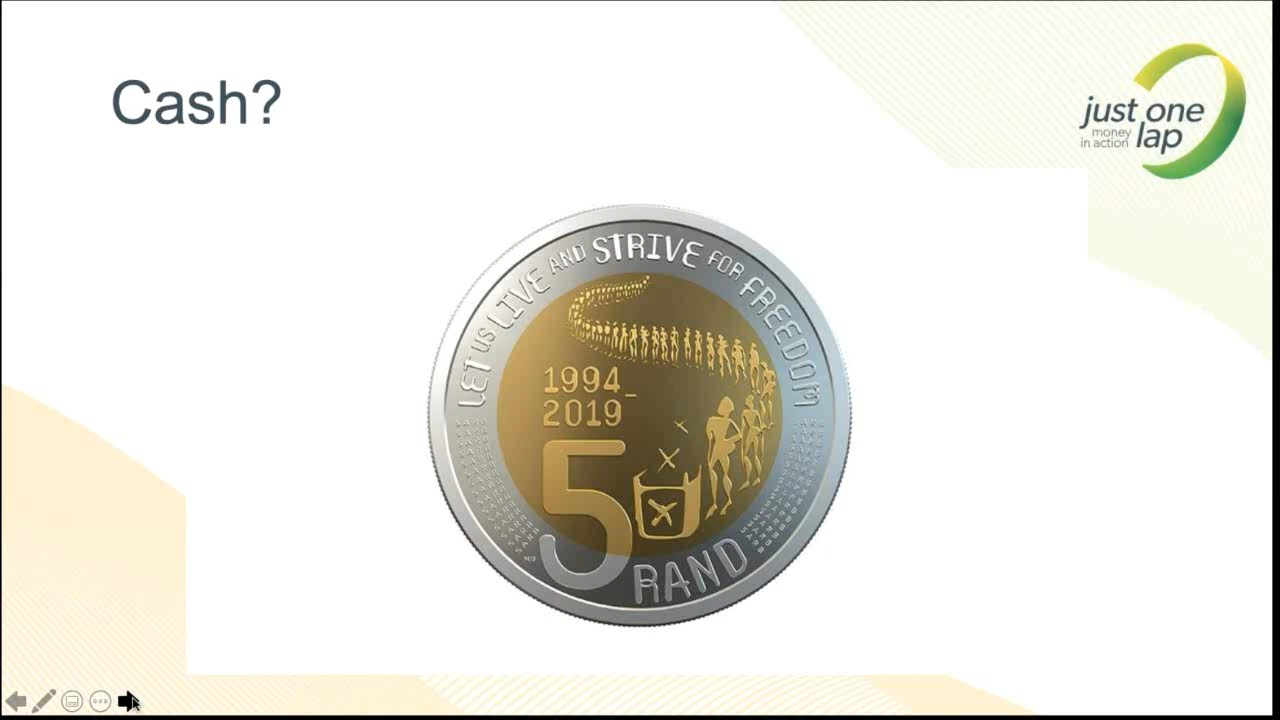 Cash?
just one
money
in action lap
LET US LIVE AND STRIVE FOR FREEDOM
1994_
2019
5
RAND